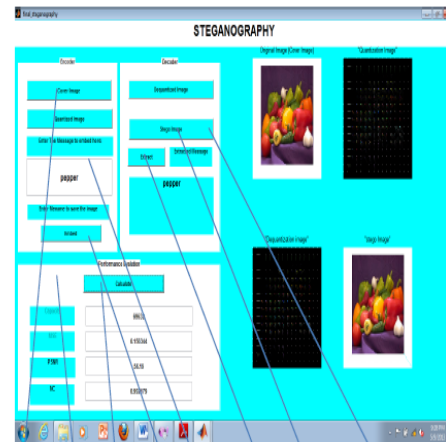 final_steganography
STEGANOGRAPHY
Encoder
Cover Image
Quantized Image
Enter The Message to embed here
pepper
Enter Filename to save the image
Embed
Decoder
Dequantized Image
Stego Image
Extract
Embedded Message
pepper
Original Image (Cover Image)
"Quantization Image"
"Dequantization Image"
"stego Image"
Performance Evalution
Calculate
Capacity
PSNR
NC